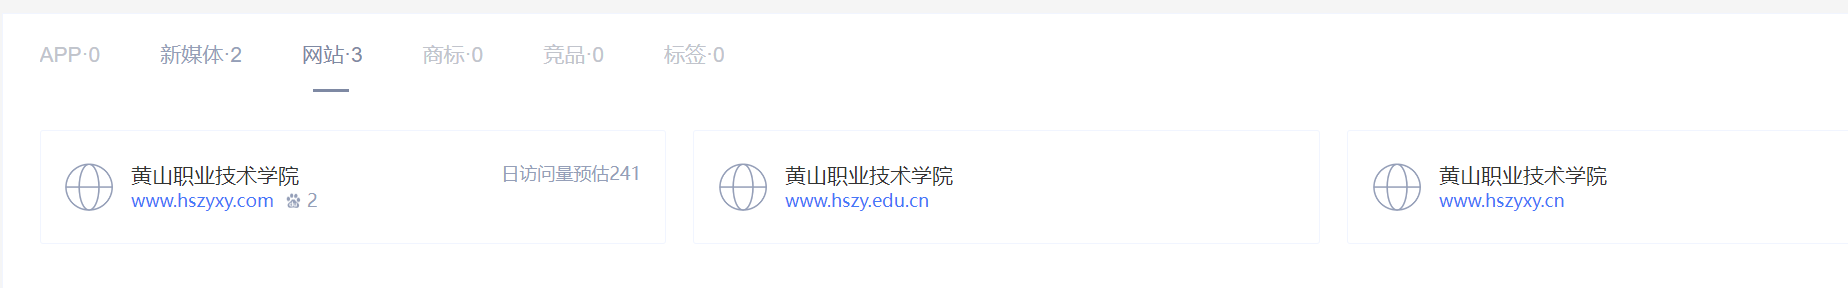 APP·0 新媒体·2 网站·3 商标·0 竞品·0 标签·0
黄山职业技术学院 日访问量预估241
www.hszyxy.com 2
黄山职业技术学院
www.hszy.edu.cn
黄山职业技术学院
www.hszyxy.cn